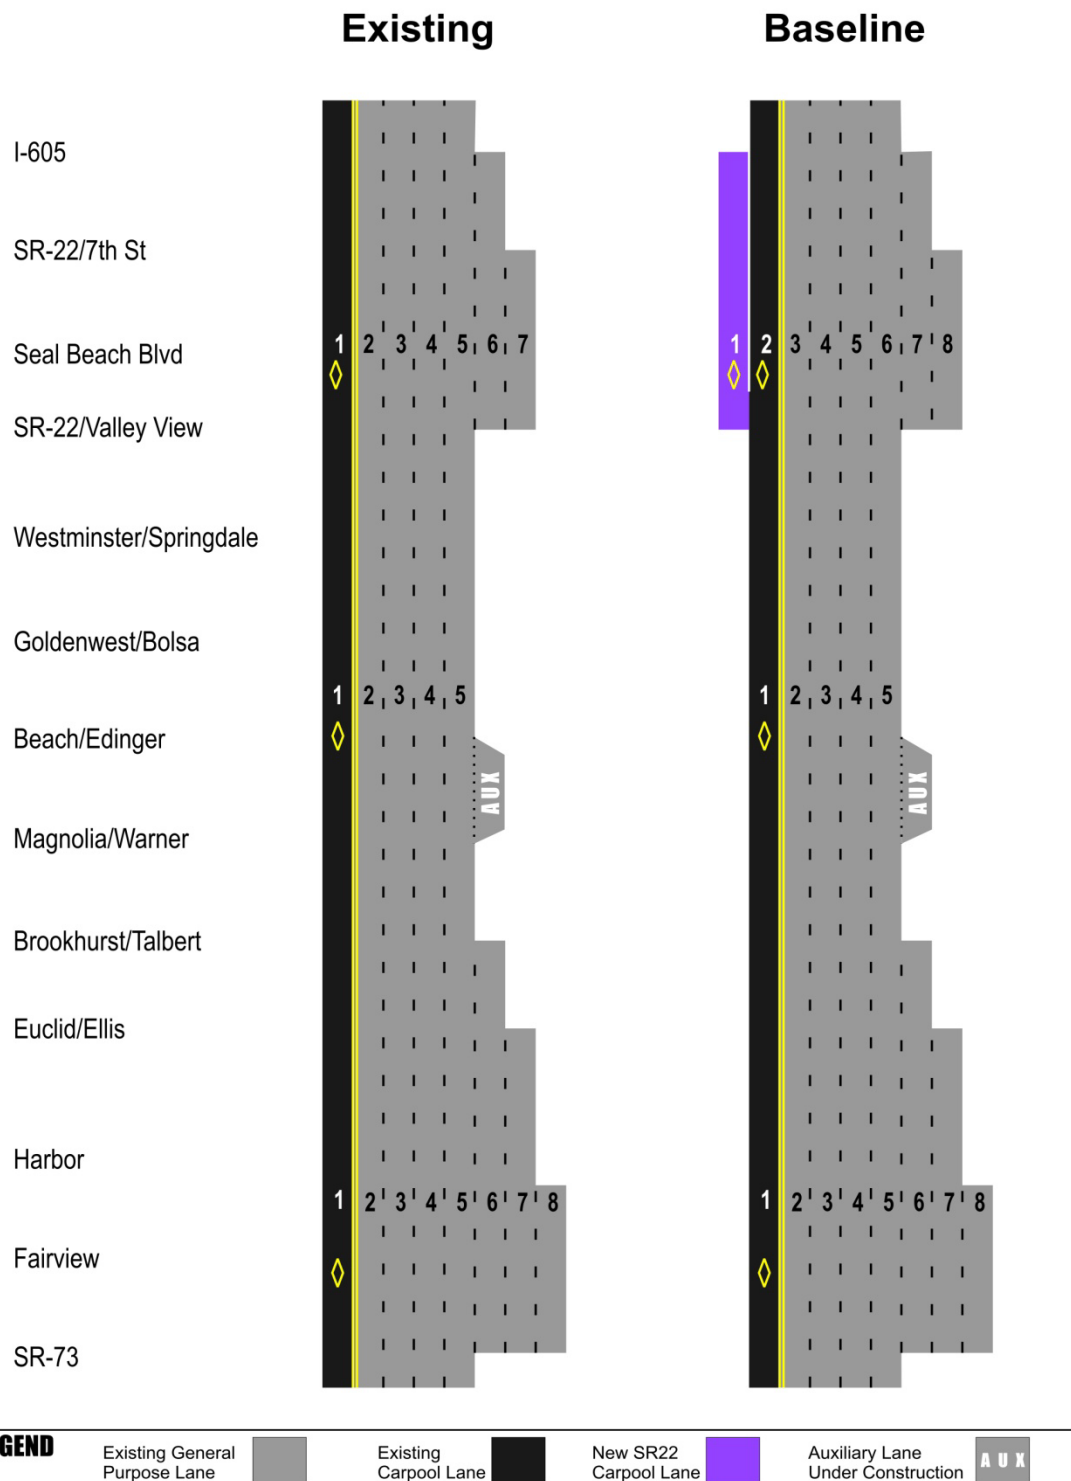 Existing Baseline
I-605
SR-22/7th St
1 2 3 4 5 6 7 1 2 3 4 5 6 7 8
Seal Beach Blvd
SR-22/Valley View
Westminster/Springdale
Goldenwest/Bolsa
1 2 3 4 5 1 2 3 4 5
Beach/Edinger
AUX AUX
Magnolia/Warner
Brookhurst/Talbert
Euclid/Ellis
Harbor
1 2 3 4 5 6 7 8 1 2 3 4 5 6 7 8
Fairview
SR-73
GEND
Existing General
Purpose Lane
Existing
Carpool Lane
New SR22
Carpool Lane
Auxiliary Lane
Under Construction
AUX